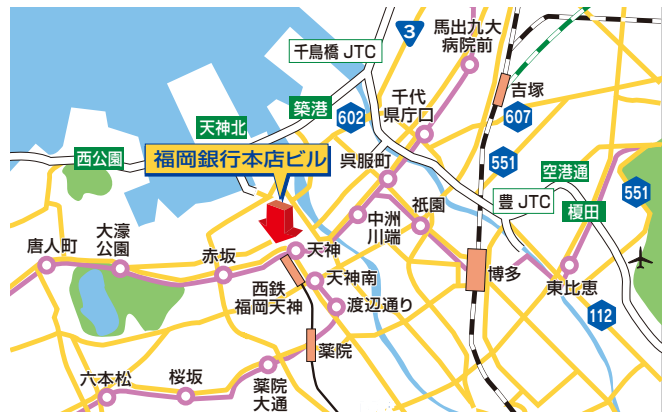 3
馬出九大
病院前
千鳥橋 JTC
吉塚
千代
県庁口
築港
602
607
天神北
551
西公園
福岡銀行本店ビル
呉服町
空港通
551
豊 JTC
榎田
中洲
川端
祇園
大濠
公園
唐人町
赤坂
天神
博多
西鉄
福岡天神
天神南
東比恵
渡辺通り
112
薬院
六本松
桜坂
薬院
大通